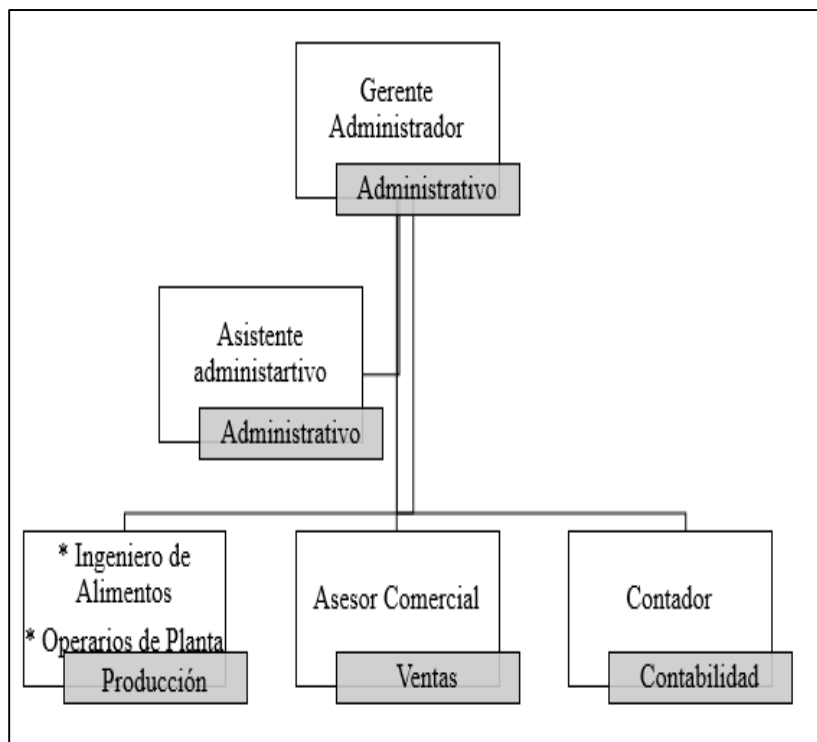 Gerente
Administrador
Administrativo
Asistente
administartivo
Administrativo
* Ingeniero de
Alimentos
* Operarios de Planta
Producción
Asesor Comercial
Ventas
Contador
Contabilidad